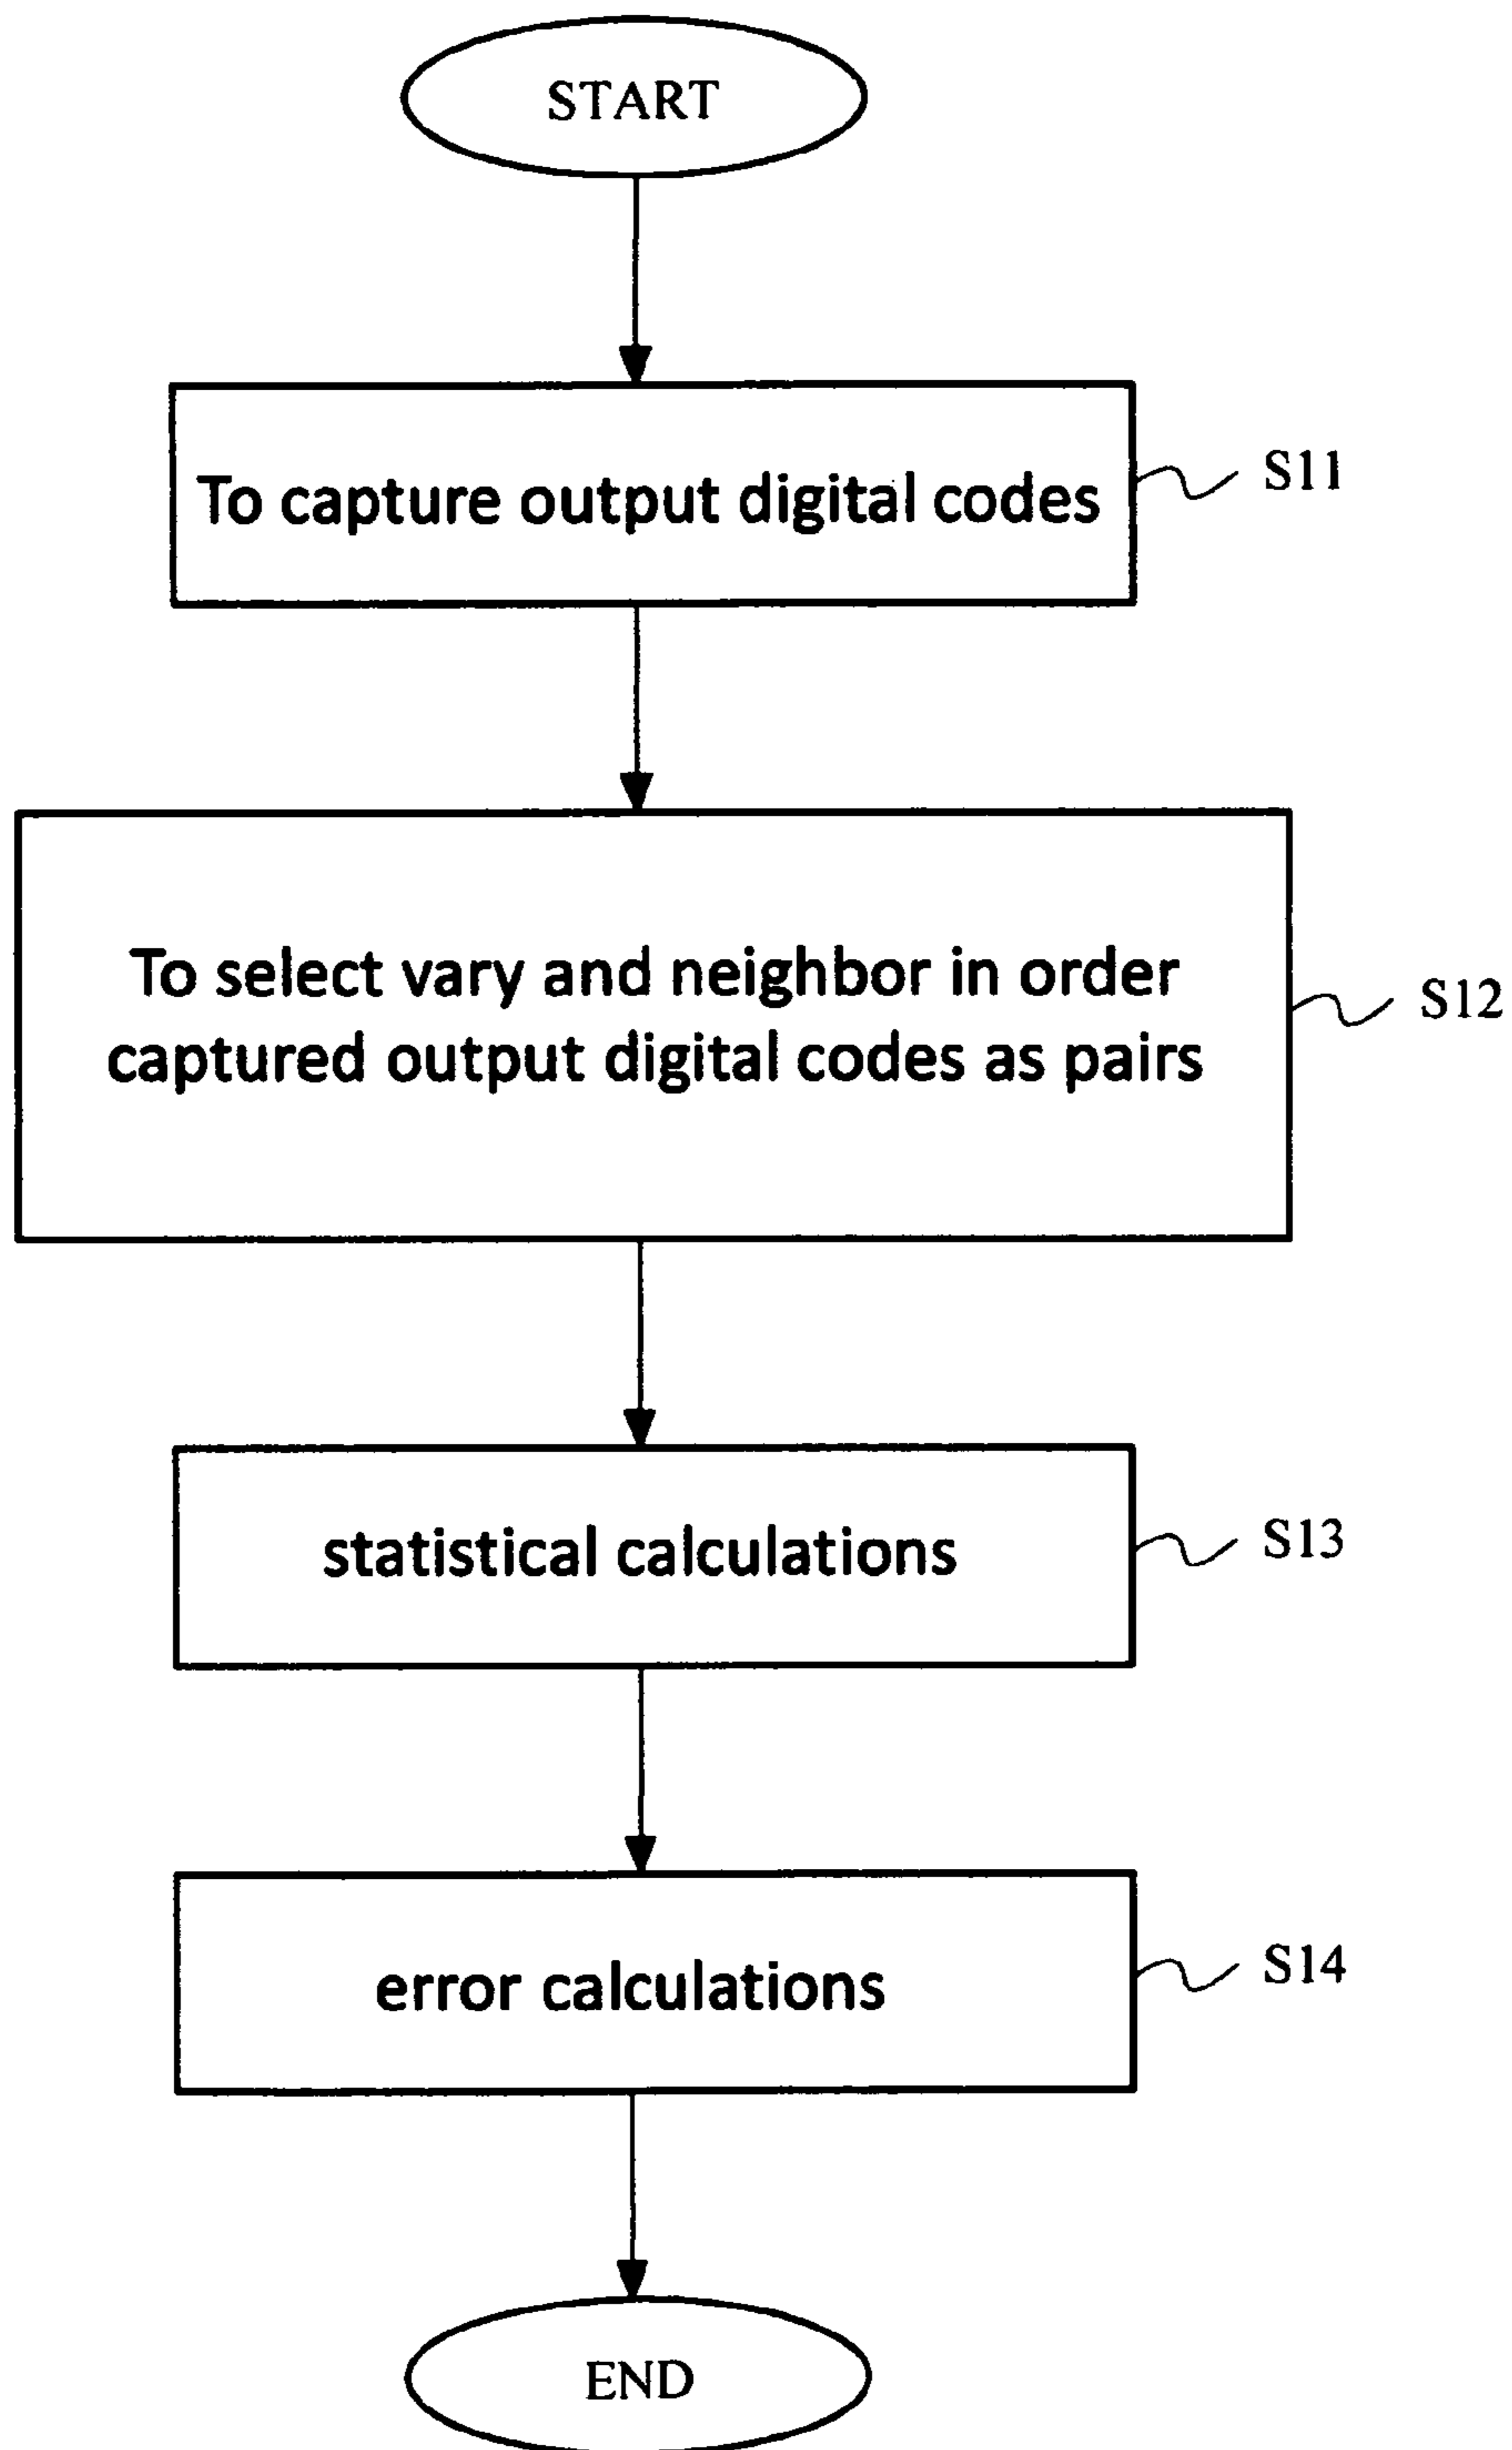 START
To capture output digital codes
S11
To select vary and neighbor in order
captured output digital codes as pairs
S12
statistical calculations
S13
error calculations
S14
END